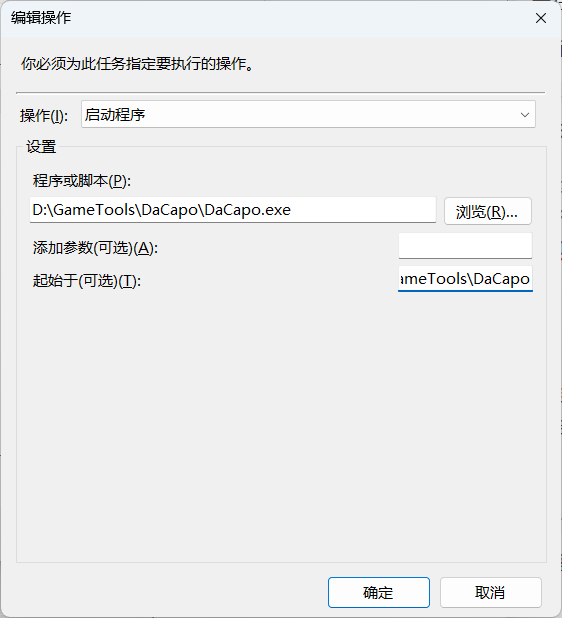 编辑操作
你必须为此任务指定要执行的操作。
操作(I): 启动程序
设置
程序或脚本(P):
D:\GameTools\DaCapo\DaCapo.exe 浏览(R)...
添加参数(可选)(A):
起始于(可选)(T): ameTools\DaCapo
确定 取消